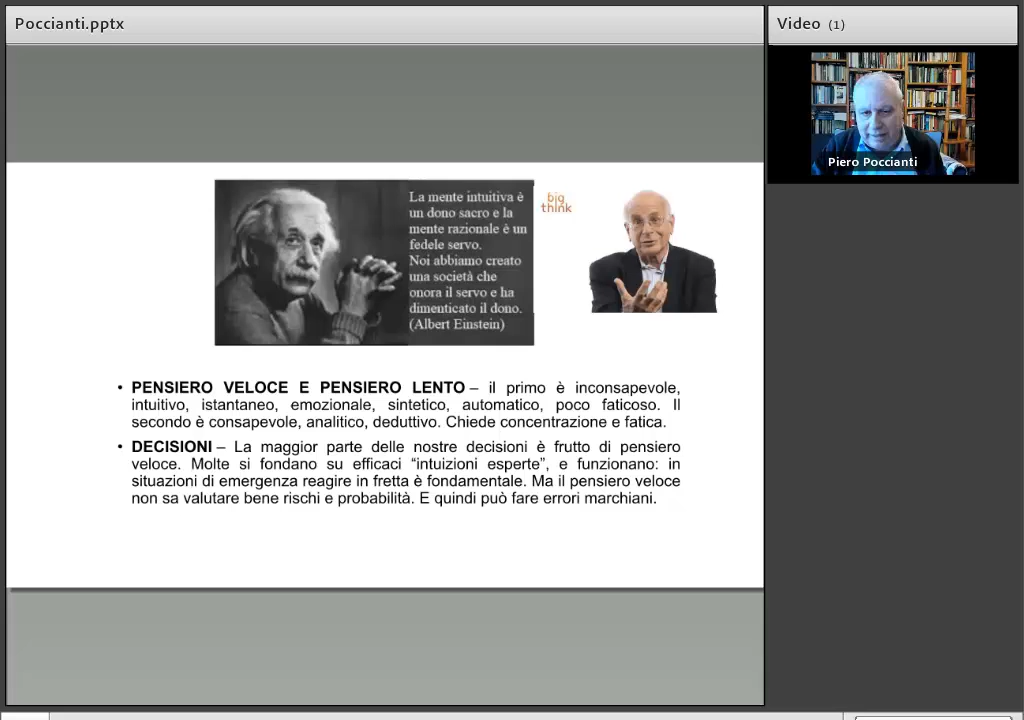 Poccianti.pptx
Video (1)
Piero Poccianti
La mente intuitiva è
un dono sacro e la
mente razionale è un
fedele servo.
Noi abbiamo creato
una società che
onora il servo e ha
dimenticato il dono.
(Albert Einstein)
big
think
• PENSIERO VELOCE E PENSIERO LENTO – il primo è inconsapevole,
intuitivo, istantaneo, emozionale, sintetico, automatico, poco faticoso. Il
secondo è consapevole, analitico, deduttivo. Chiede concentrazione e fatica.
• DECISIONI – La maggior parte delle nostre decisioni è frutto di pensiero
veloce. Molte si fondano su efficaci “intuizioni esperte”, e funzionano: in
situazioni di emergenza reagire in fretta è fondamentale. Ma il pensiero veloce
non sa valutare bene rischi e probabilità. E quindi può fare errori marchiani.